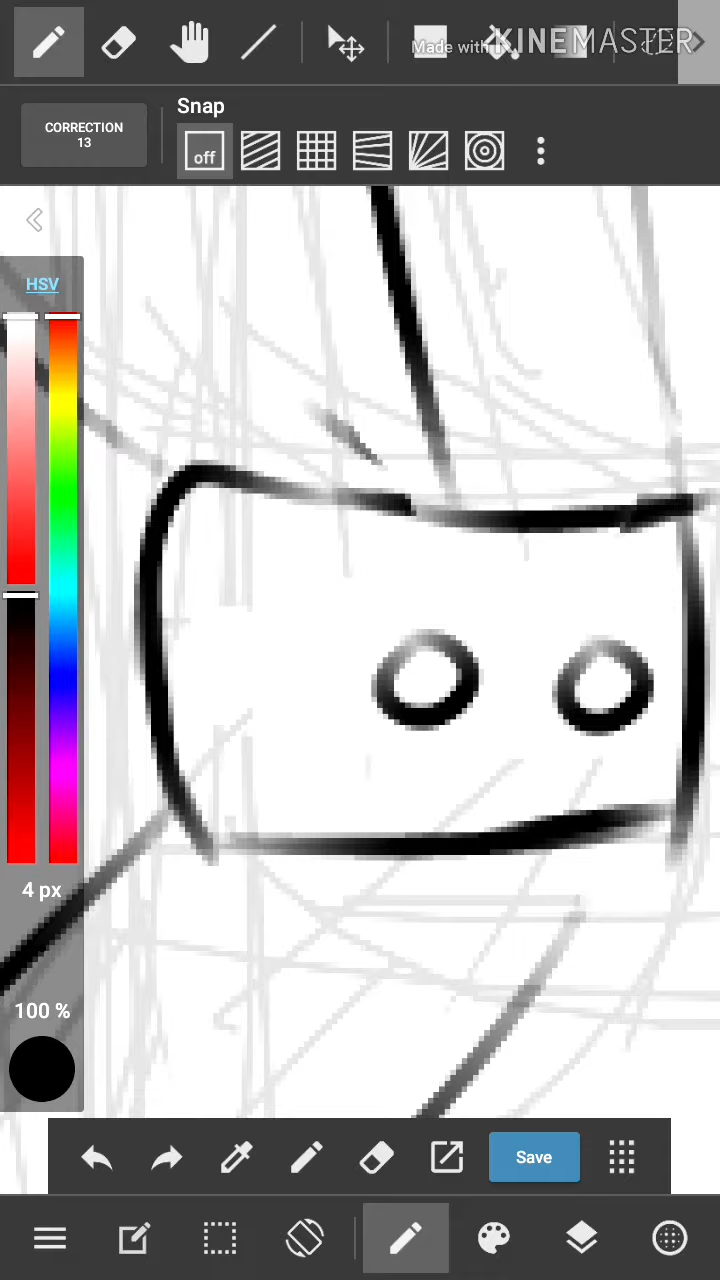 Made with KINEMASTER
CORRECTION
13
Snap
off
HSV
4 px
100 %
Save